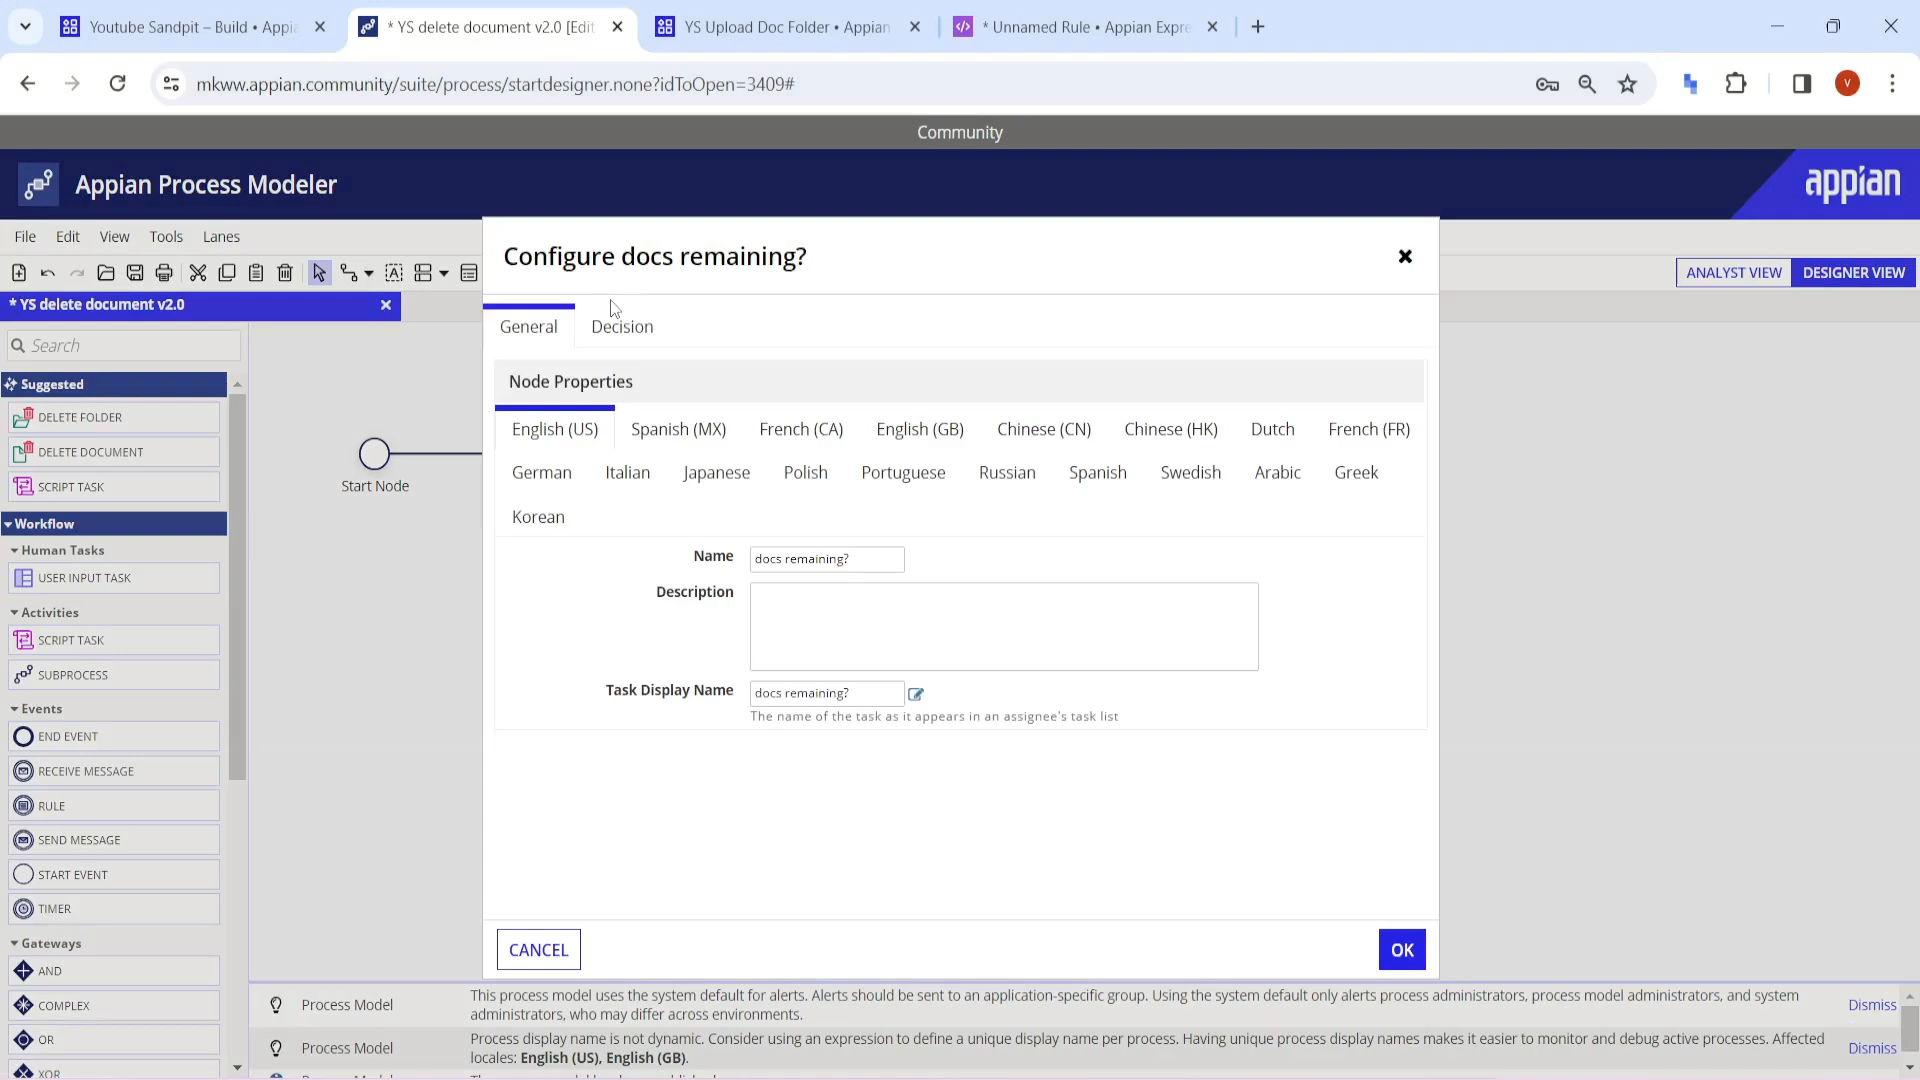 Youtube Sandpit – Build • Appia
* YS delete document v2.0 [Edit
YS Upload Doc Folder • Appian
* Unnamed Rule • Appian Expre
mkww.appian.community/suite/process/startdesigner.none?idToOpen=3409#
V
Community
Appian Process Modeler
appian
File Edit View Tools Lanes
ANALYST VIEW DESIGNER VIEW
* YS delete document v2.0
Search
Suggested
DELETE FOLDER
DELETE DOCUMENT
SCRIPT TASK
Workflow
Human Tasks
USER INPUT TASK
Activities
SCRIPT TASK
SUBPROCESS
Events
END EVENT
RECEIVE MESSAGE
RULE
SEND MESSAGE
START EVENT
TIMER
Gateways
AND
COMPLEX
OR
XOR
Start Node
Configure docs remaining?
General Decision
Node Properties
English (US) Spanish (MX) French (CA) English (GB) Chinese (CN) Chinese (HK) Dutch French (FR)
German Italian Japanese Polish Portuguese Russian Spanish Swedish Arabic Greek
Korean
Name docs remaining?
Description
Task Display Name docs remaining?
The name of the task as it appears in an assignee's task list
CANCEL OK
Process Model This process model uses the system default for alerts. Alerts should be sent to an application-specific group. Using the system default only alerts process administrators, process model administrators, and system
administrators, who may differ across environments. Dismiss
Process Model Process display name is not dynamic. Consider using an expression to define a unique display name per process. Having unique process display names makes it easier to monitor and debug active processes. Affected
locales: English (US), English (GB). Dismiss